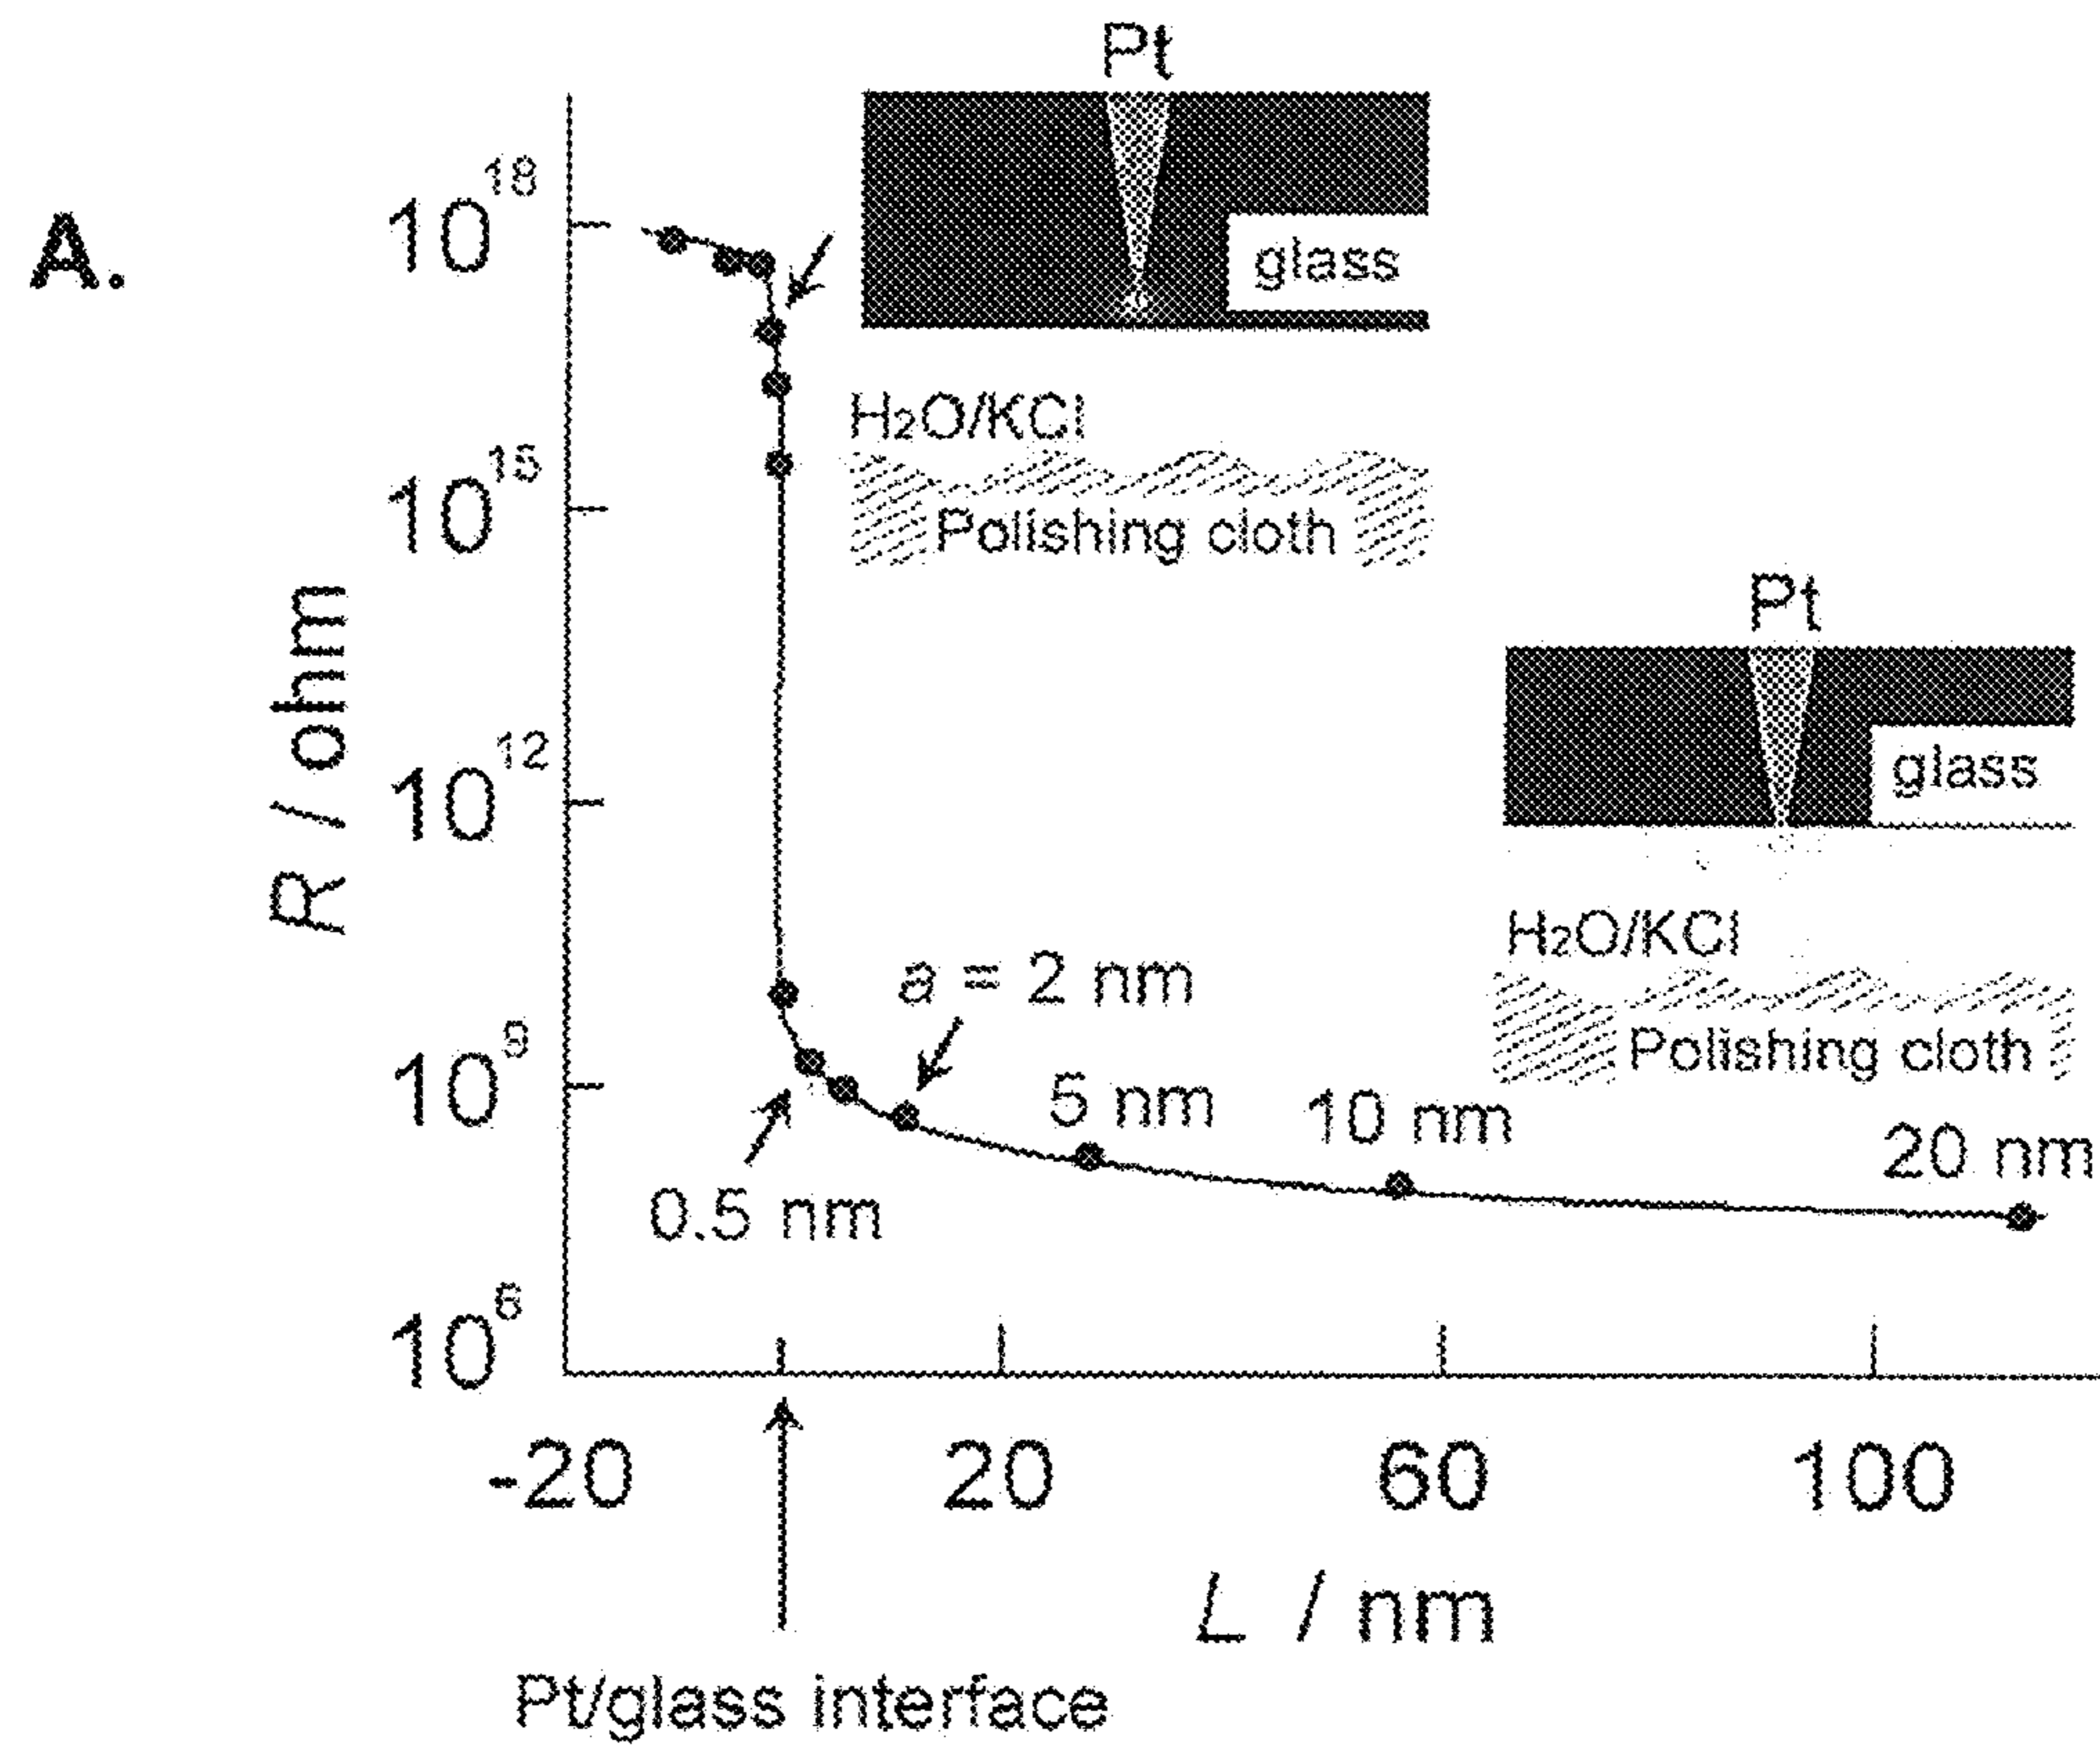 A.
R / ohm
10^18
10^15
10^12
10^9
10^6
Pt
glass
H₂O/KCl
Polishing cloth
Pt
glass
H₂O/KCl
Polishing cloth
a = 2 nm
0.5 nm
5 nm
10 nm
20 nm
-20 20 60 100
L / nm
Pt/glass interface